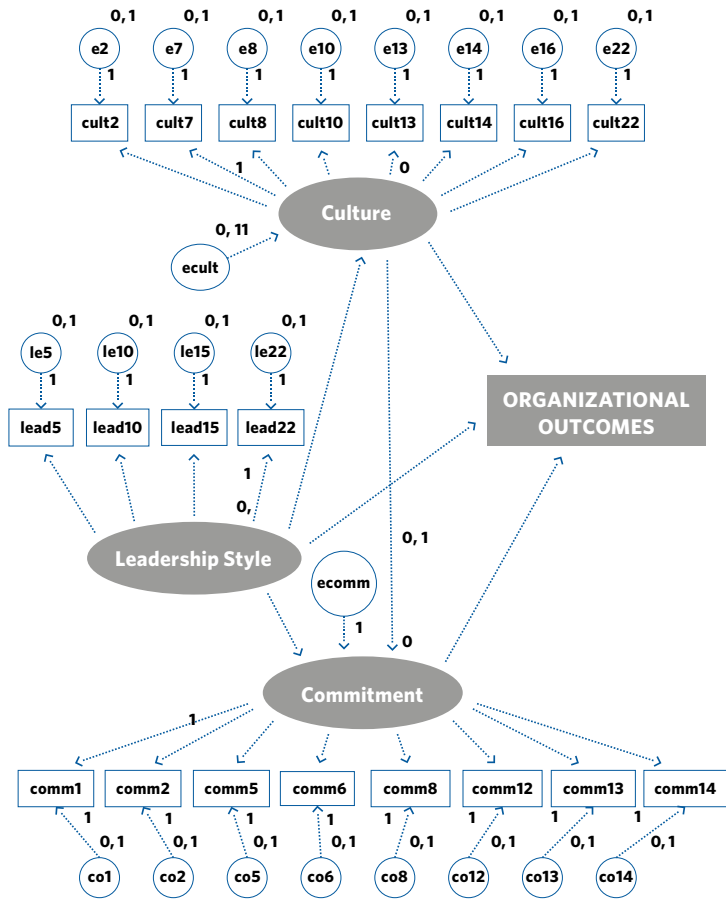 0, 1 0, 1 0, 1 0, 1 0, 1 0, 1 0, 1 0, 1
e2 e7 e8 e10 e13 e14 e16 e22
1 1 1 1 1 1 1 1
cult2 cult7 cult8 cult10 cult13 cult14 cult16 cult22
1 0
Culture
0, 11
ecult
0, 1 0, 1 0, 1 0, 1
le5 le10 le15 le22
1 1 1 1
lead5 lead10 lead15 lead22
ORGANIZATIONAL
OUTCOMES
1
0,
0, 1
Leadership Style
ecomm
1
0
Commitment
1
comm1 comm2 comm5 comm6 comm8 comm12 comm13 comm14
1 1 1 1 1 1 1 1
0, 1 0, 1 0, 1 0, 1 0, 1 0, 1 0, 1 0, 1
co1 co2 co5 co6 co8 co12 co13 co14